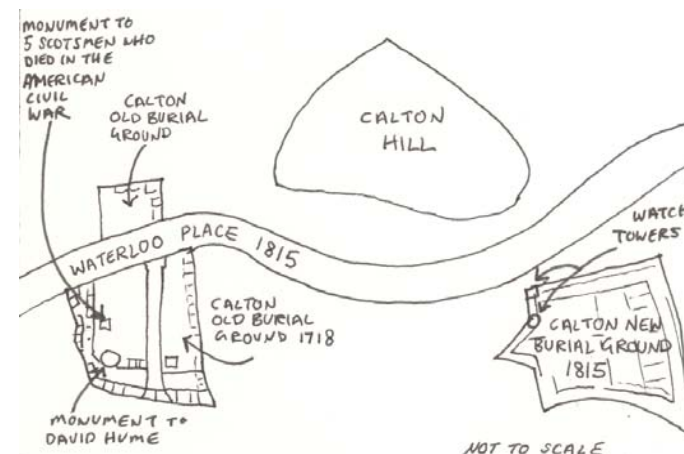 MONUMENT TO
5 SCOTSMEN WHO
DIED IN THE
AMERICAN
CIVIL
WAR
CALTON
OLD BURIAL
GROUND
CALTON
HILL
WATERLOO PLACE 1815
WATCH
TOWERS
CALTON
OLD BURIAL
GROUND 1718
CALTON NEW
BURIAL GROUND
1815
MONUMENT TO
DAVID HUME
NOT TO SCALE